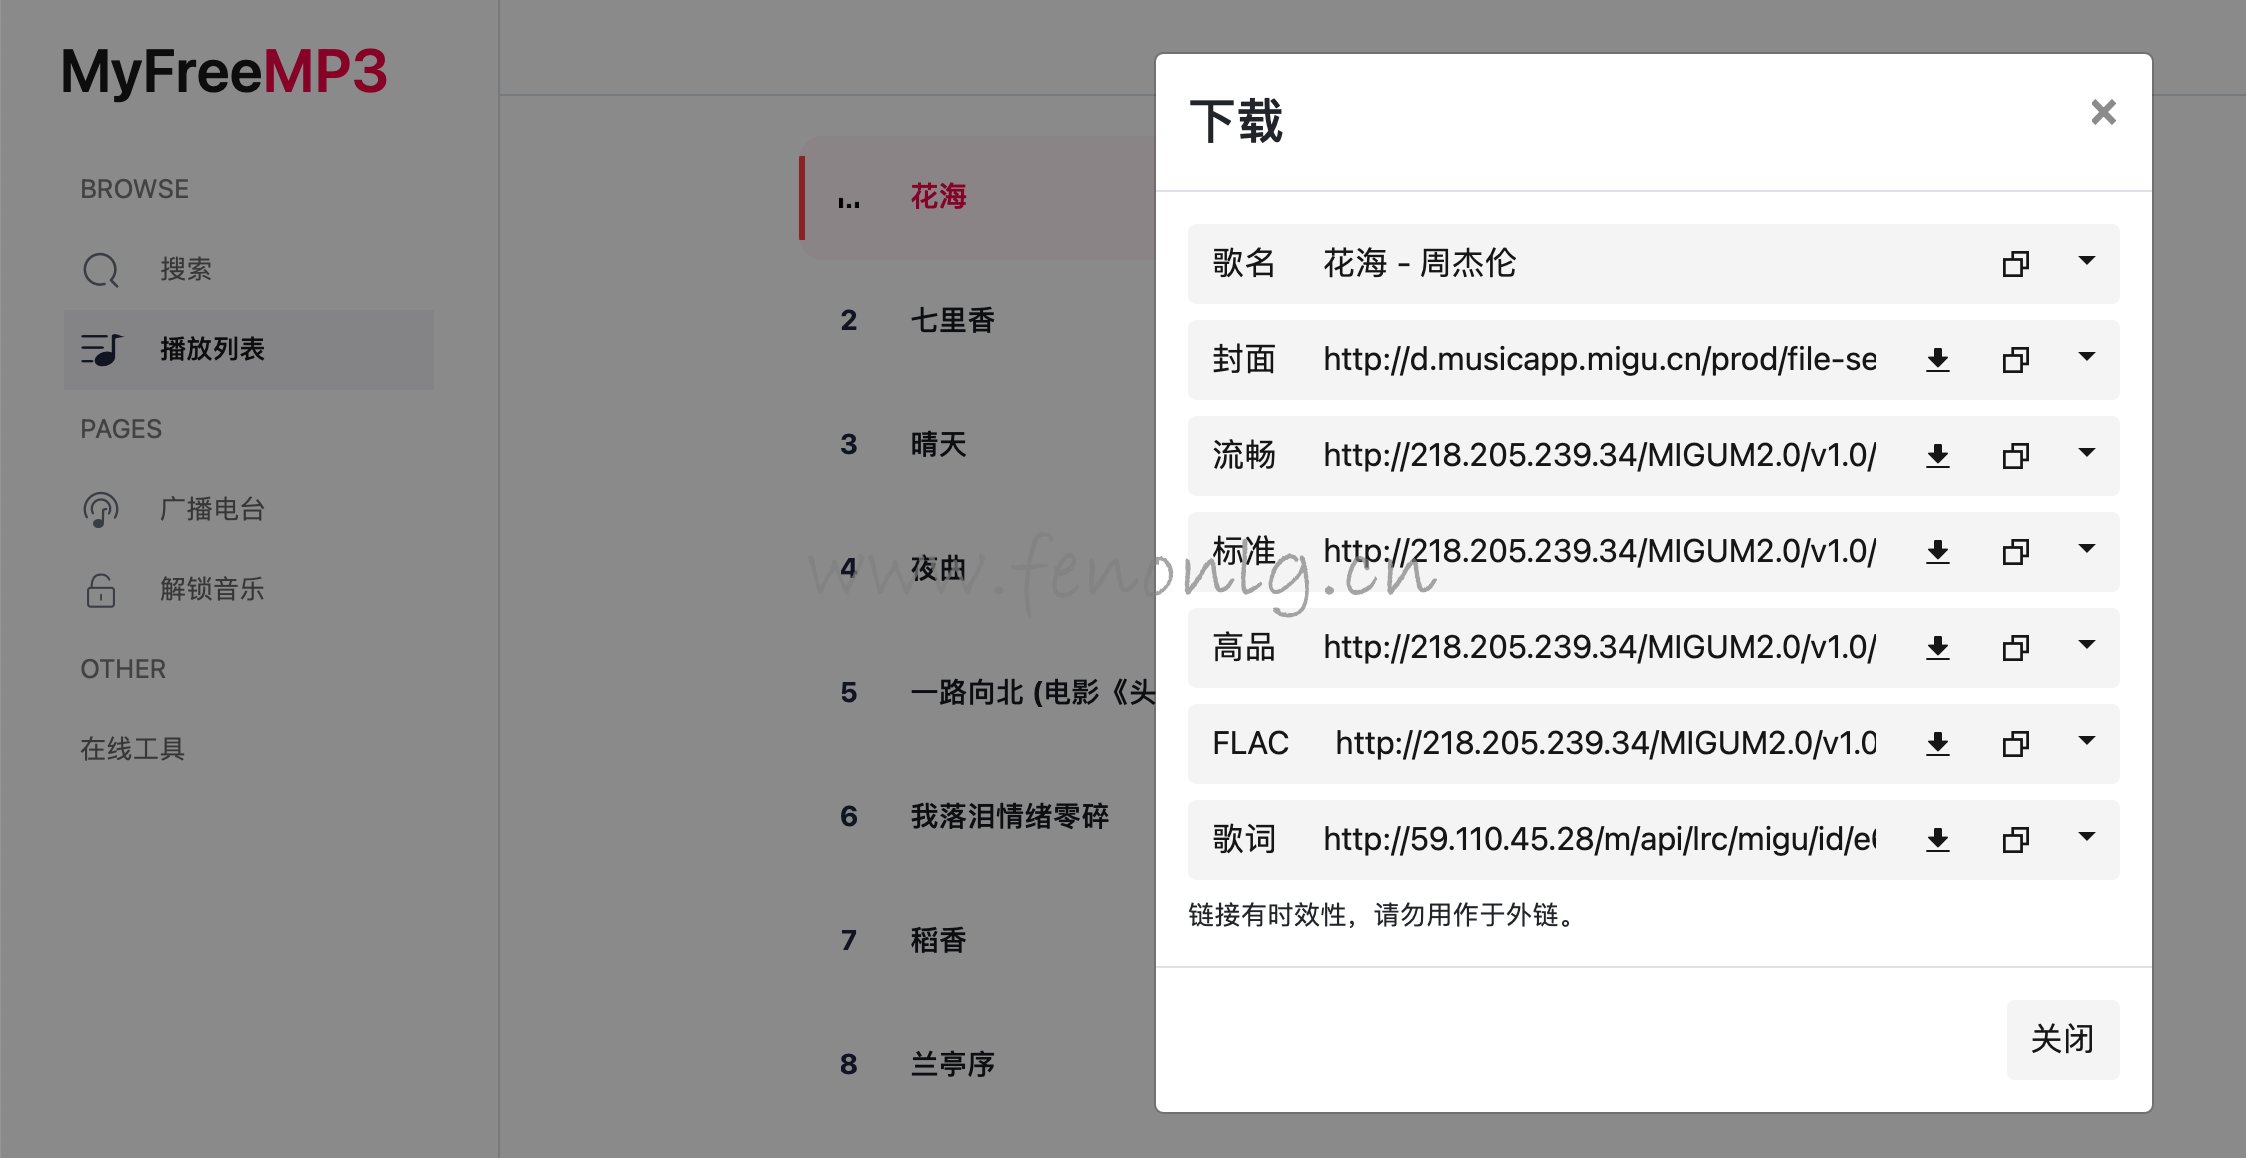 MyFreeMP3
BROWSE
搜索
播放列表
PAGES
广播电台
解锁音乐
OTHER
在线工具
花海
2 七里香
3 晴天
4 夜曲
5 一路向北 (电影《头
6 我落泪情绪零碎
7 稻香
8 兰亭序
下载
歌名 花海 - 周杰伦
封面 http://d.musicapp.migu.cn/prod/file-se
流畅 http://218.205.239.34/MIGUM2.0/v1.0/
标准 http://218.205.239.34/MIGUM2.0/v1.0/
高品 http://218.205.239.34/MIGUM2.0/v1.0/
FLAC http://218.205.239.34/MIGUM2.0/v1.0
歌词 http://59.110.45.28/m/api/lrc/migu/id/e6
链接有时效性，请勿用作于外链。
关闭
www.fenonlg.cn